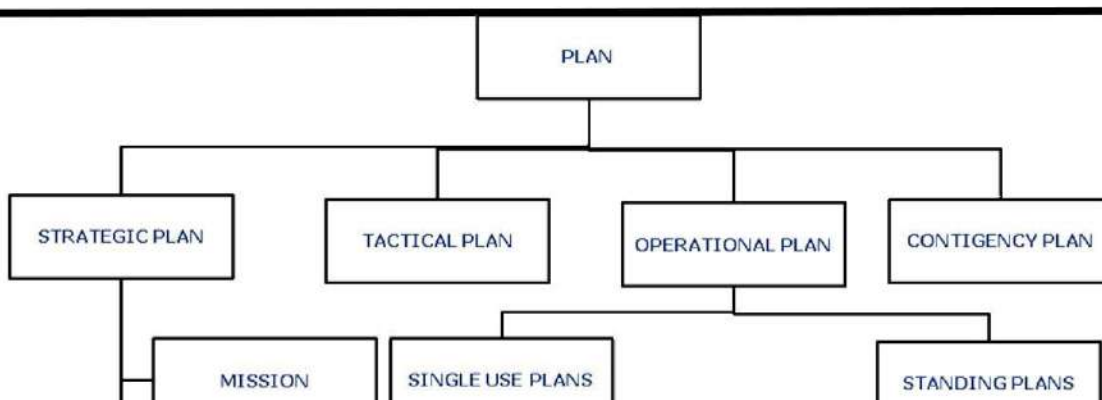 PLAN
STRATEGIC PLAN
TACTICAL PLAN
OPERATIONAL PLAN
CONTIGENCY PLAN
MISSION
SINGLE USE PLANS
STANDING PLANS